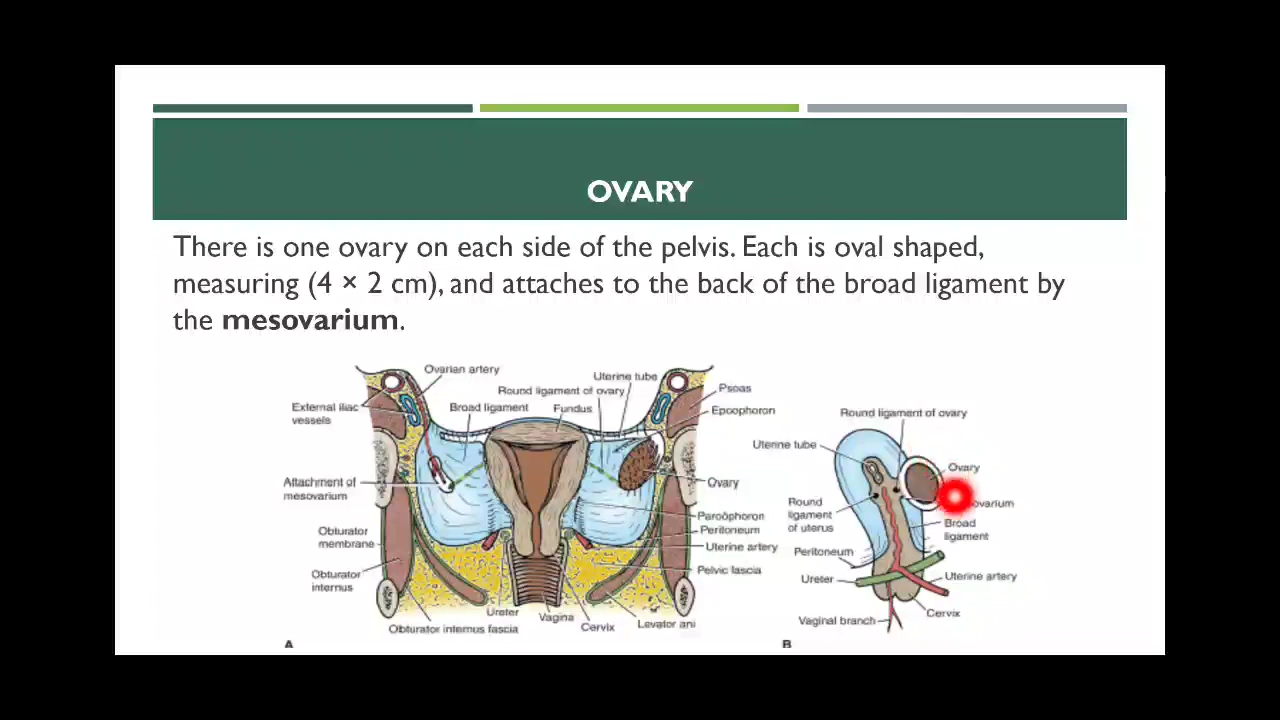 OVARY
There is one ovary on each side of the pelvis. Each is oval shaped,
measuring (4 × 2 cm), and attaches to the back of the broad ligament by
the mesovarium.
Ovarian artery
Uterine tube
Round ligament of ovary
Psoas
External iliac
vessels
Broad ligament
Fundus
Epoophoron
Attachment of
mesovarium
Ovary
Obturator
membrane
Paroöphoron
Peritoneum
Uterine artery
Obturator
internus
Pelvic fascia
Ureter
Vagina
Cervix
Levator ani
Obturator internus fascia
A
Round ligament of ovary
Uterine tube
Ovary
Round
ligament
of uterus
ovarium
Broad
ligament
Peritoneum
Ureter
Uterine artery
Cervix
Vaginal branch
B